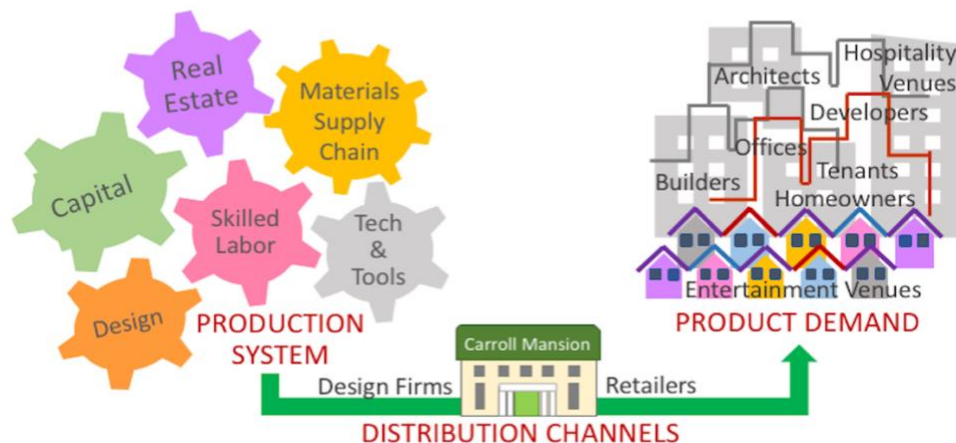 Real
Estate
Materials
Supply
Chain
Capital
Skilled
Labor
Tech
&
Tools
Design
PRODUCTION
SYSTEM
Architects
Hospitality
Venues
Developers
Offices
Builders
Tenants
Homeowners
Entertainment Venues
PRODUCT DEMAND
Carroll Mansion
Design Firms
Retailers
DISTRIBUTION CHANNELS